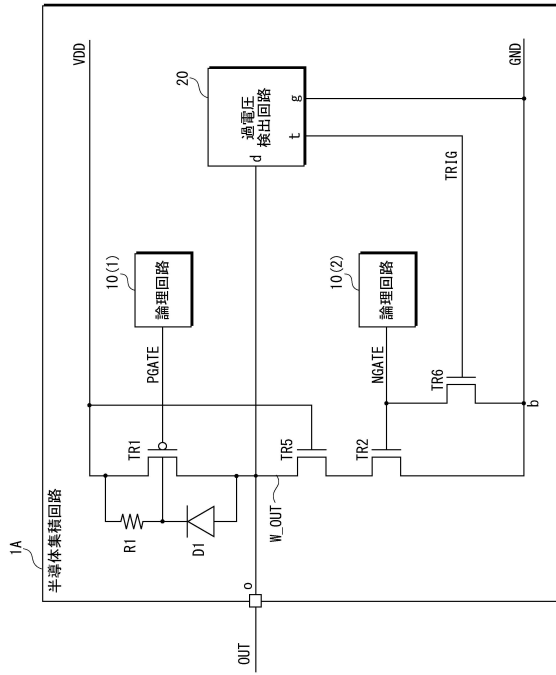 1A
半導体集積回路
VDD
R1
TR1
PGATE
10(1)
論理回路
D1
20
過電圧
検出回路
d
t
g
OUT
o
W_OUT
TR5
TR2
NGATE
10(2)
論理回路
TR6
TRIG
b
GND